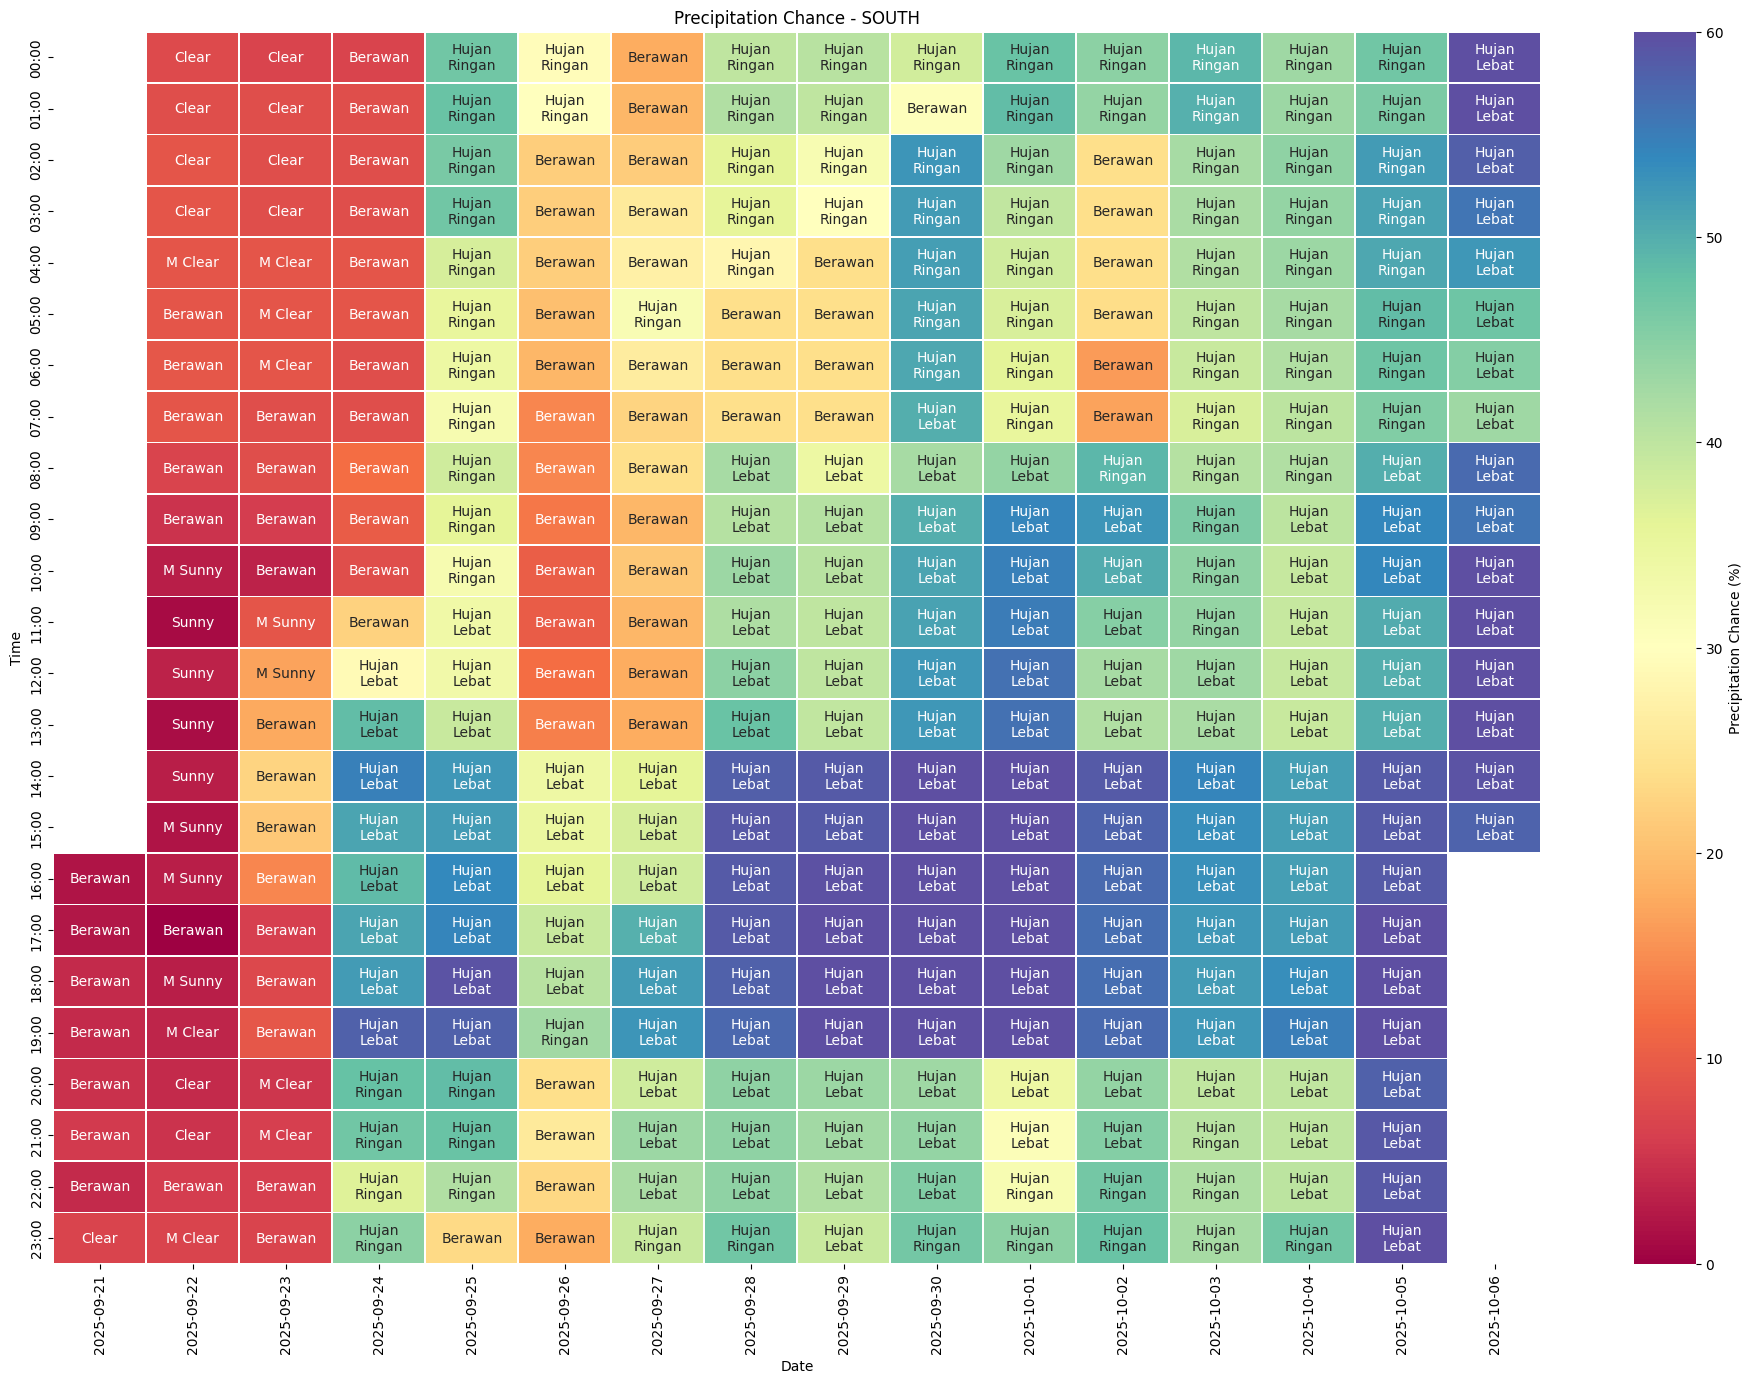 Precipitation Chance - SOUTH
00:00
Clear Clear Berawan Hujan Hujan Berawan Hujan Hujan Hujan Hujan Hujan Hujan Hujan Hujan Hujan
Ringan Ringan Ringan Ringan Ringan Ringan Ringan Ringan Ringan Ringan Lebat
01:00
Clear Clear Berawan Hujan Hujan Berawan Hujan Hujan Berawan Hujan Hujan Hujan Hujan Hujan Hujan
Ringan Ringan Ringan Ringan Ringan Ringan Ringan Ringan Ringan Lebat
02:00
Clear Clear Berawan Hujan Berawan Berawan Hujan Hujan Hujan Hujan Berawan Hujan Hujan Hujan Hujan
Ringan Ringan Ringan Ringan Ringan Ringan Ringan Ringan Lebat
03:00
Clear Clear Berawan Hujan Berawan Berawan Hujan Hujan Hujan Hujan Berawan Hujan Hujan Hujan Hujan
Ringan Ringan Ringan Ringan Ringan Ringan Ringan Ringan Lebat
04:00
M Clear M Clear Berawan Hujan Berawan Berawan Hujan Berawan Hujan Hujan Berawan Hujan Hujan Hujan Hujan
Ringan Ringan Ringan Ringan Ringan Ringan Ringan Lebat
05:00
Berawan M Clear Berawan Hujan Berawan Hujan Berawan Berawan Hujan Hujan Berawan Hujan Hujan Hujan Hujan
Ringan Ringan Ringan Ringan Ringan Ringan Ringan Lebat
06:00
Berawan M Clear Berawan Hujan Berawan Berawan Berawan Berawan Hujan Hujan Berawan Hujan Hujan Hujan Hujan
Ringan Ringan Ringan Ringan Ringan Ringan Lebat
07:00
Berawan Berawan Berawan Hujan Berawan Berawan Berawan Berawan Hujan Hujan Berawan Hujan Hujan Hujan Hujan
Ringan Lebat Ringan Ringan Ringan Ringan Lebat
08:00
Berawan Berawan Berawan Hujan Berawan Berawan Hujan Hujan Hujan Hujan Hujan Hujan Hujan Hujan Hujan
Ringan Lebat Lebat Lebat Lebat Ringan Ringan Ringan Lebat Lebat
09:00
Berawan Berawan Berawan Hujan Berawan Berawan Hujan Hujan Hujan Hujan Hujan Hujan Hujan Hujan Hujan
Ringan Lebat Lebat Lebat Lebat Lebat Ringan Lebat Lebat Lebat
10:00
M Sunny Berawan Berawan Hujan Berawan Berawan Hujan Hujan Hujan Hujan Hujan Hujan Hujan Hujan Hujan
Ringan Lebat Lebat Lebat Lebat Lebat Ringan Lebat Lebat Lebat
11:00
Sunny M Sunny Berawan Hujan Berawan Berawan Hujan Hujan Hujan Hujan Hujan Hujan Hujan Hujan Hujan
Lebat Lebat Lebat Lebat Lebat Lebat Ringan Lebat Lebat Lebat
12:00
Sunny M Sunny Hujan Hujan Berawan Berawan Hujan Hujan Hujan Hujan Hujan Hujan Hujan Hujan Hujan
Lebat Lebat Lebat Lebat Lebat Lebat Lebat Lebat Lebat Lebat Lebat
13:00
Sunny Berawan Hujan Hujan Berawan Berawan Hujan Hujan Hujan Hujan Hujan Hujan Hujan Hujan Hujan
Lebat Lebat Lebat Lebat Lebat Lebat Lebat Lebat Lebat Lebat Lebat
14:00
Sunny Berawan Hujan Hujan Hujan Hujan Hujan Hujan Hujan Hujan Hujan Hujan Hujan Hujan Hujan
Lebat Lebat Lebat Lebat Lebat Lebat Lebat Lebat Lebat Lebat Lebat Lebat Lebat
15:00
M Sunny Berawan Hujan Hujan Hujan Hujan Hujan Hujan Hujan Hujan Hujan Hujan Hujan Hujan Hujan
Lebat Lebat Lebat Lebat Lebat Lebat Lebat Lebat Lebat Lebat Lebat Lebat Lebat
16:00
Berawan M Sunny Berawan Hujan Hujan Hujan Hujan Hujan Hujan Hujan Hujan Hujan Hujan Hujan Hujan
Lebat Lebat Lebat Lebat Lebat Lebat Lebat Lebat Lebat Lebat Lebat Lebat
17:00
Berawan Berawan Berawan Hujan Hujan Hujan Hujan Hujan Hujan Hujan Hujan Hujan Hujan Hujan Hujan
Lebat Lebat Lebat Lebat Lebat Lebat Lebat Lebat Lebat Lebat Lebat Lebat
18:00
Berawan M Sunny Berawan Hujan Hujan Hujan Hujan Hujan Hujan Hujan Hujan Hujan Hujan Hujan Hujan
Lebat Lebat Lebat Lebat Lebat Lebat Lebat Lebat Lebat Lebat Lebat Lebat
19:00
Berawan M Clear Berawan Hujan Hujan Hujan Hujan Hujan Hujan Hujan Hujan Hujan Hujan Hujan Hujan
Lebat Lebat Ringan Lebat Lebat Lebat Lebat Lebat Lebat Lebat Lebat Lebat
20:00
Berawan Clear M Clear Hujan Hujan Berawan Hujan Hujan Hujan Hujan Hujan Hujan Hujan Hujan Hujan
Ringan Ringan Lebat Lebat Lebat Lebat Lebat Lebat Lebat Lebat Lebat
21:00
Berawan Clear M Clear Hujan Hujan Berawan Hujan Hujan Hujan Hujan Hujan Hujan Hujan Hujan Hujan
Ringan Ringan Lebat Lebat Lebat Lebat Lebat Lebat Ringan Lebat Lebat
22:00
Berawan Berawan Berawan Hujan Hujan Berawan Hujan Hujan Hujan Hujan Hujan Hujan Hujan Hujan Hujan
Ringan Ringan Lebat Lebat Lebat Lebat Ringan Ringan Ringan Lebat Lebat
23:00
Clear M Clear Berawan Hujan Berawan Berawan Hujan Hujan Hujan Hujan Hujan Hujan Hujan Hujan Hujan
Ringan Ringan Ringan Lebat Ringan Ringan Ringan Ringan Ringan Lebat
Time
2025-09-21
2025-09-22
2025-09-23
2025-09-24
2025-09-25
2025-09-26
2025-09-27
2025-09-28
2025-09-29
2025-09-30
2025-10-01
2025-10-02
2025-10-03
2025-10-04
2025-10-05
2025-10-06
Date
60
50
40
30
20
10
0
Precipitation Chance (%)